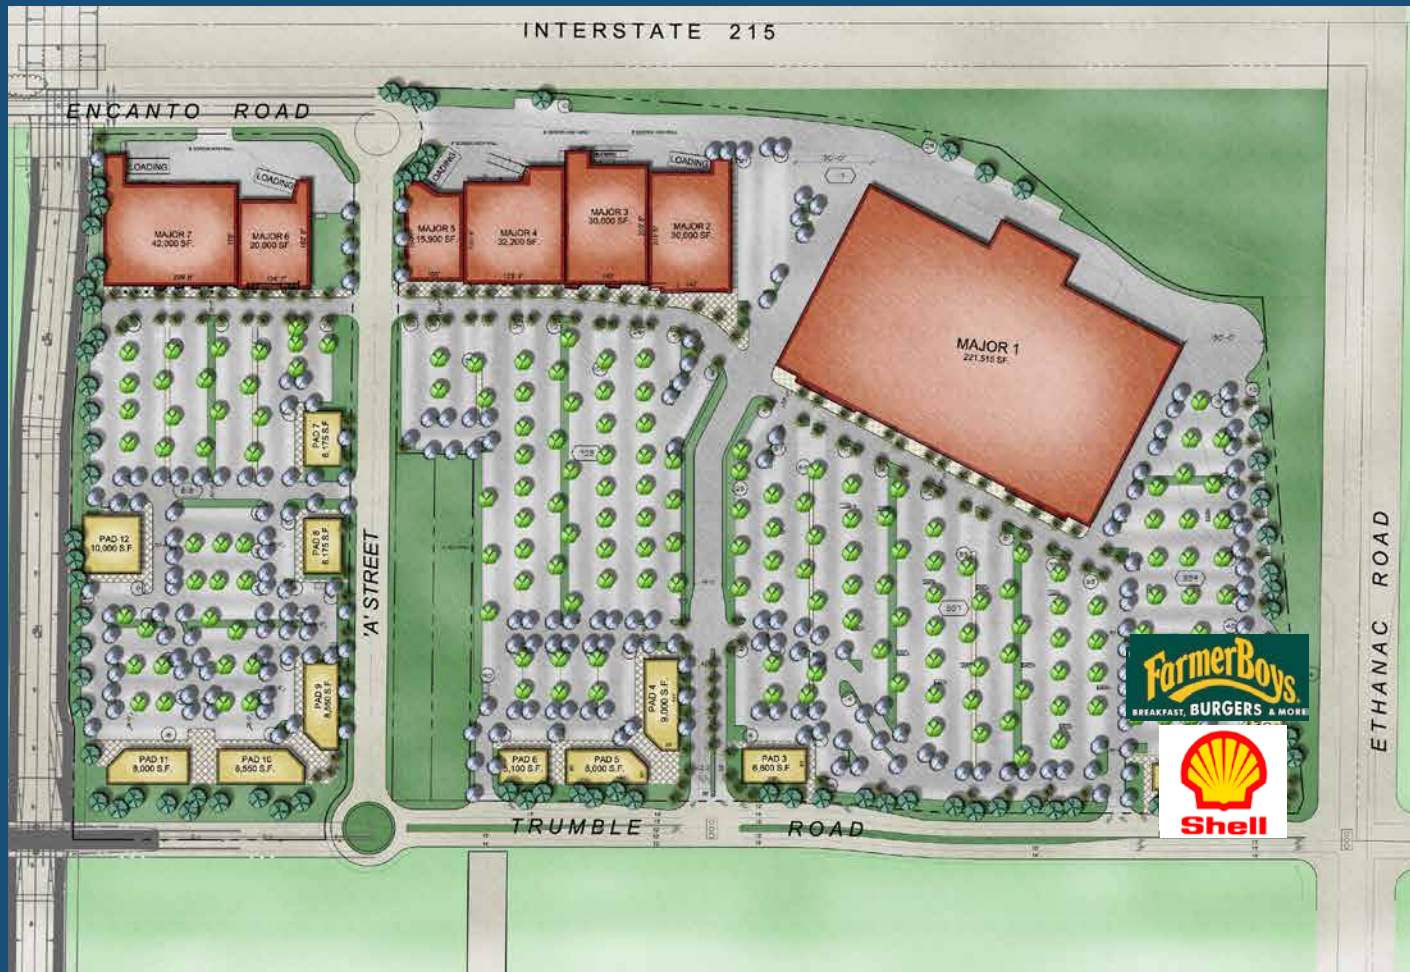 INTERSTATE 215
ENCANTO ROAD
LOADING
LOADING
LOADING
LOADING
MAJOR 7
42,000 SF.
MAJOR 6
20,000 SF.
MAJOR 5
15,900 SF.
MAJOR 4
32,200 SF.
MAJOR 3
30,000 SF.
MAJOR 2
30,000 SF.
MAJOR 1
221,515 SF.
PAD 7
6,175 S.F.
PAD 12
10,000 S.F.
PAD 8
6,175 S.F.
'A' STREET
PAD 9
8,550 S.F.
PAD 4
9,000 S.F.
PAD 11
8,000 S.F.
PAD 10
8,550 S.F.
PAD 6
5,100 S.F.
PAD 5
8,000 S.F.
PAD 3
6,800 S.F.
FarmerBoys.
BREAKFAST, BURGERS & MORE
Shell
TRUMBLE ROAD
ETHANAC ROAD